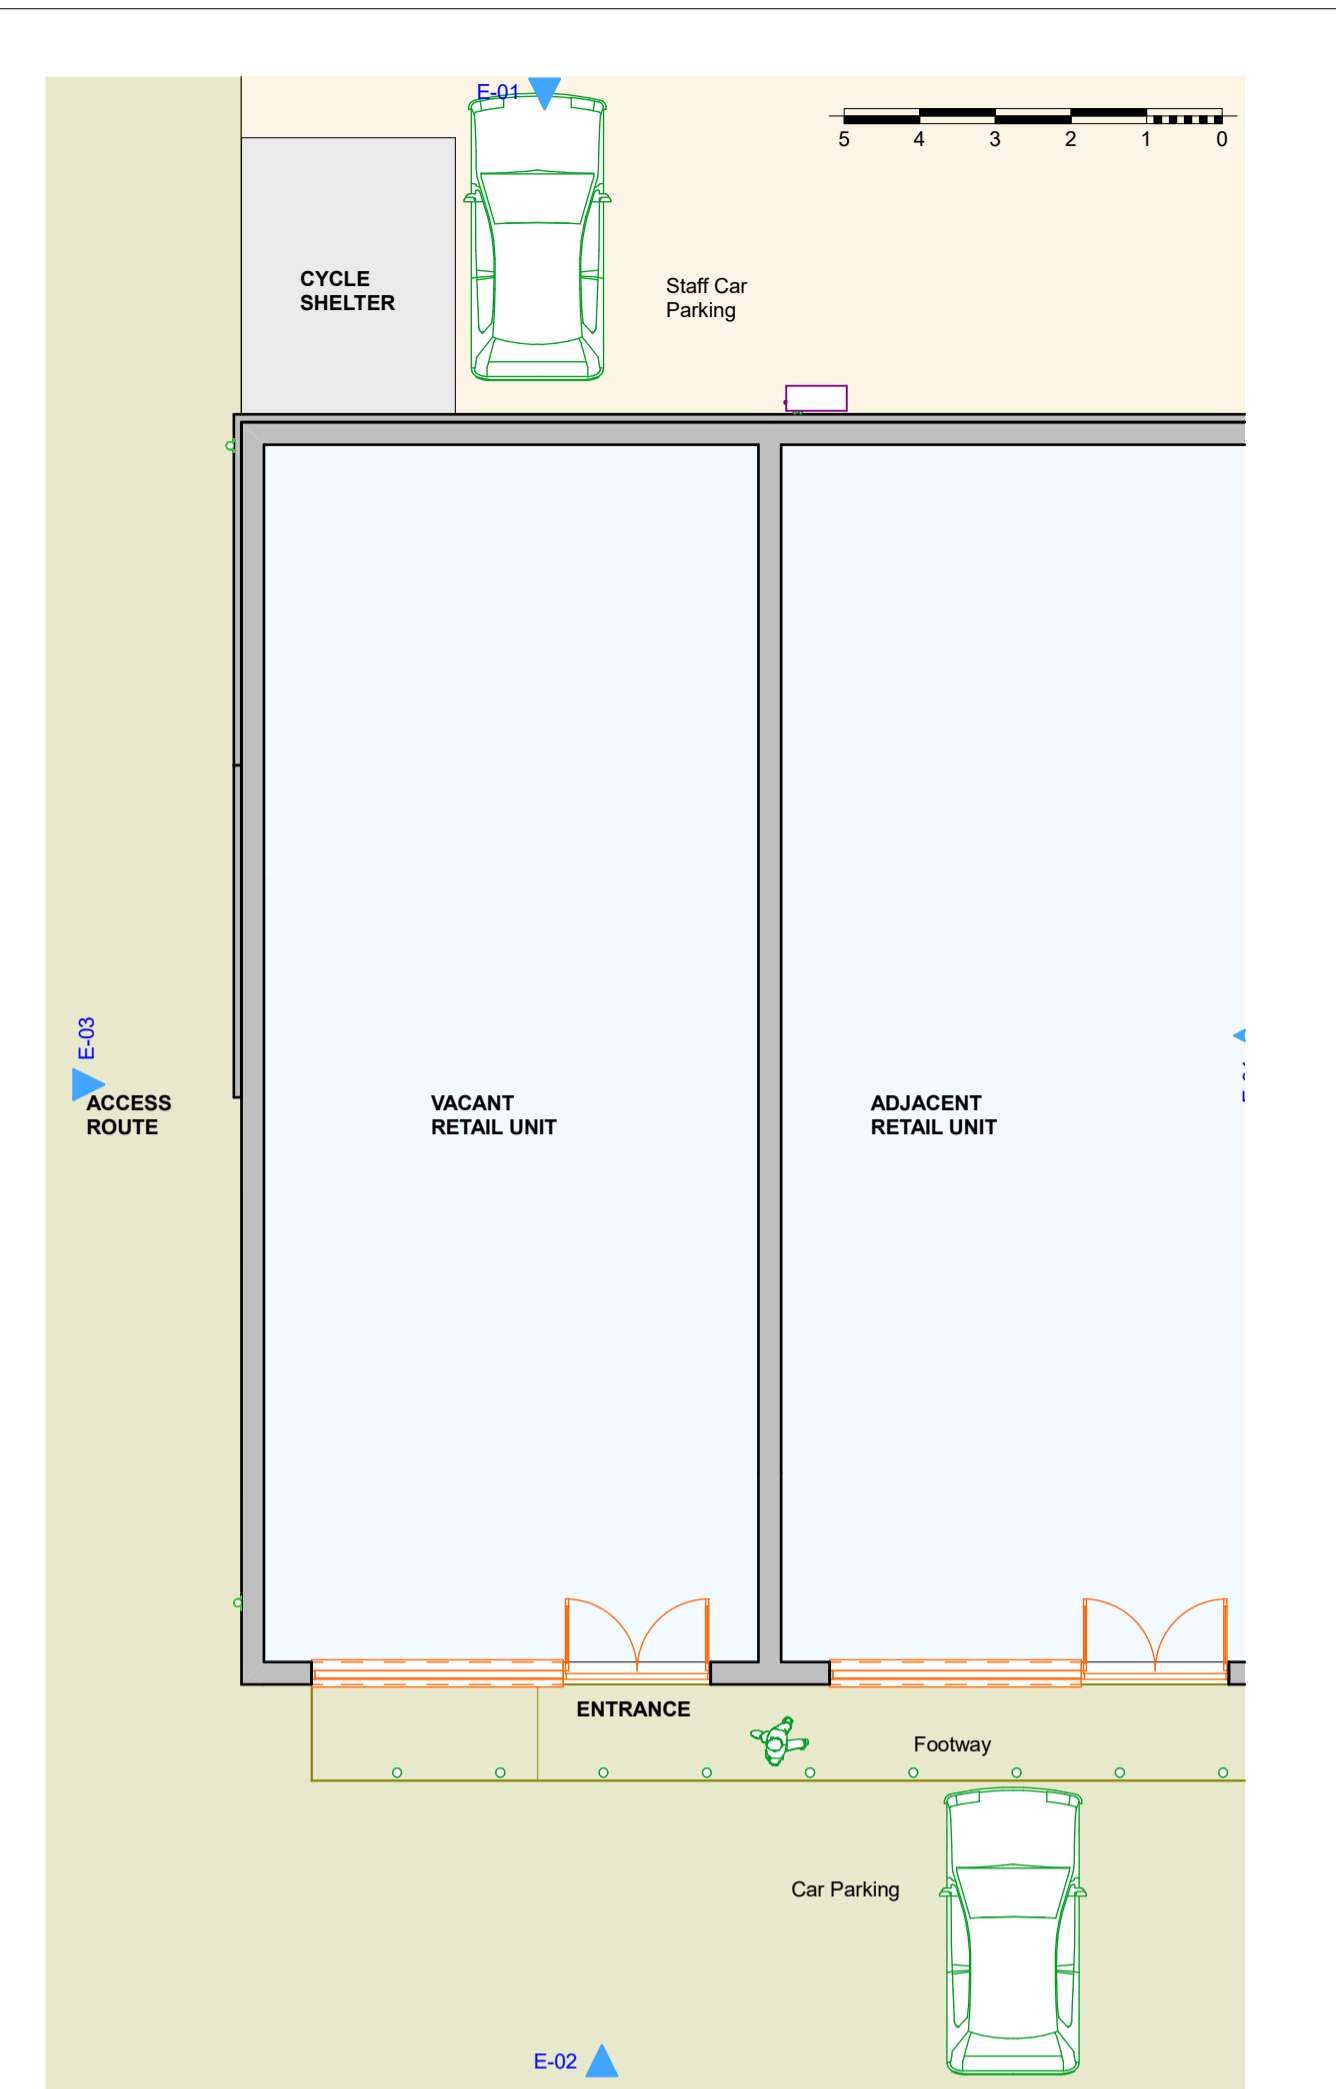 E-01
5 4 3 2 1 0
CYCLE
SHELTER
Staff Car
Parking
E-03
ACCESS
ROUTE
VACANT
RETAIL UNIT
ADJACENT
RETAIL UNIT
ENTRANCE
Footway
Car Parking
E-02